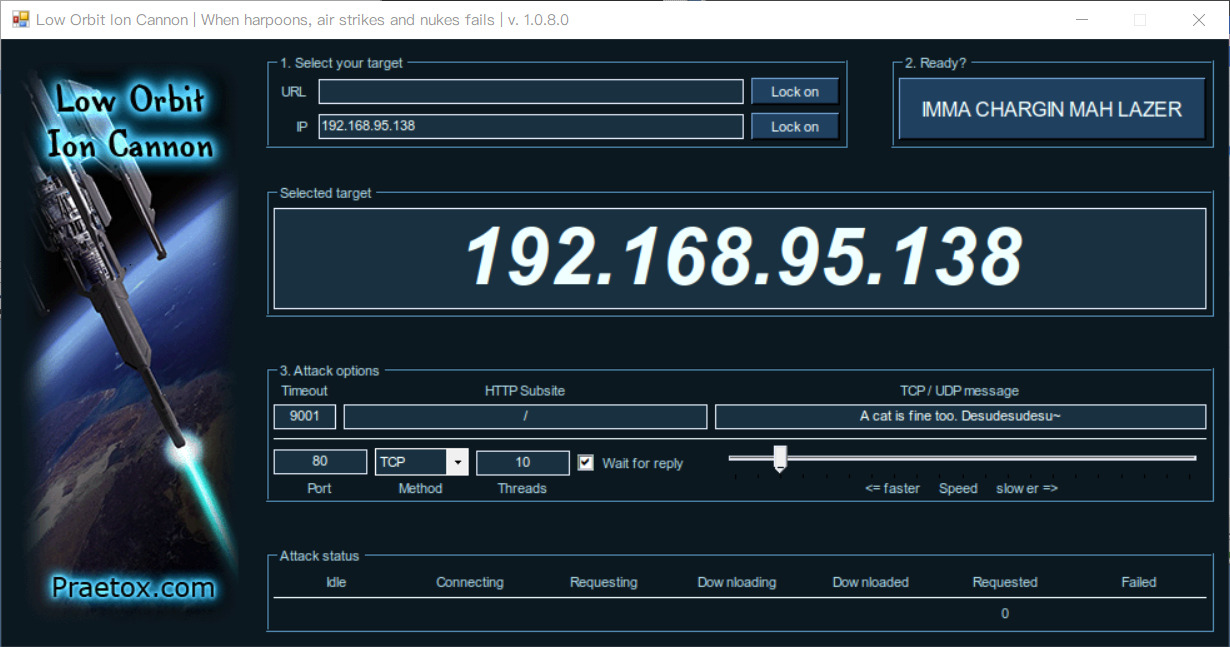 Low Orbit Ion Cannon | When harpoons, air strikes and nukes fails | v. 1.0.8.0
Low Orbit
Ion Cannon
Praetox.com
1. Select your target
URL
Lock on
IP
192.168.95.138
Lock on
2. Ready?
IMMA CHARGIN MAH LAZER
Selected target
192.168.95.138
3. Attack options
Timeout
HTTP Subsite
TCP / UDP message
9001
/
A cat is fine too. Desudesudesu~
80
TCP
10
Wait for reply
Port
Method
Threads
<= faster
Speed
slower =>
Attack status
Idle
Connecting
Requesting
Downloading
Downloaded
Requested
Failed
0